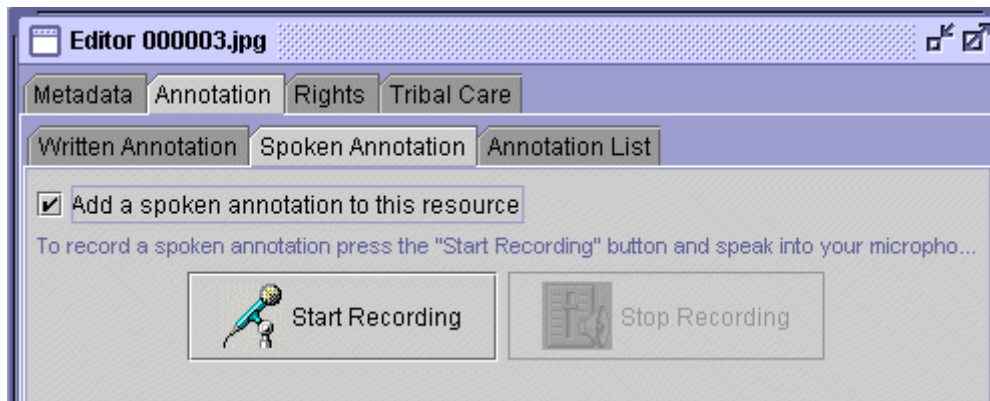 Editor 000003.jpg
Metadata Annotation Rights Tribal Care
Written Annotation Spoken Annotation Annotation List
Add a spoken annotation to this resource
To record a spoken annotation press the "Start Recording" button and speak into your micropho...
Start Recording Stop Recording